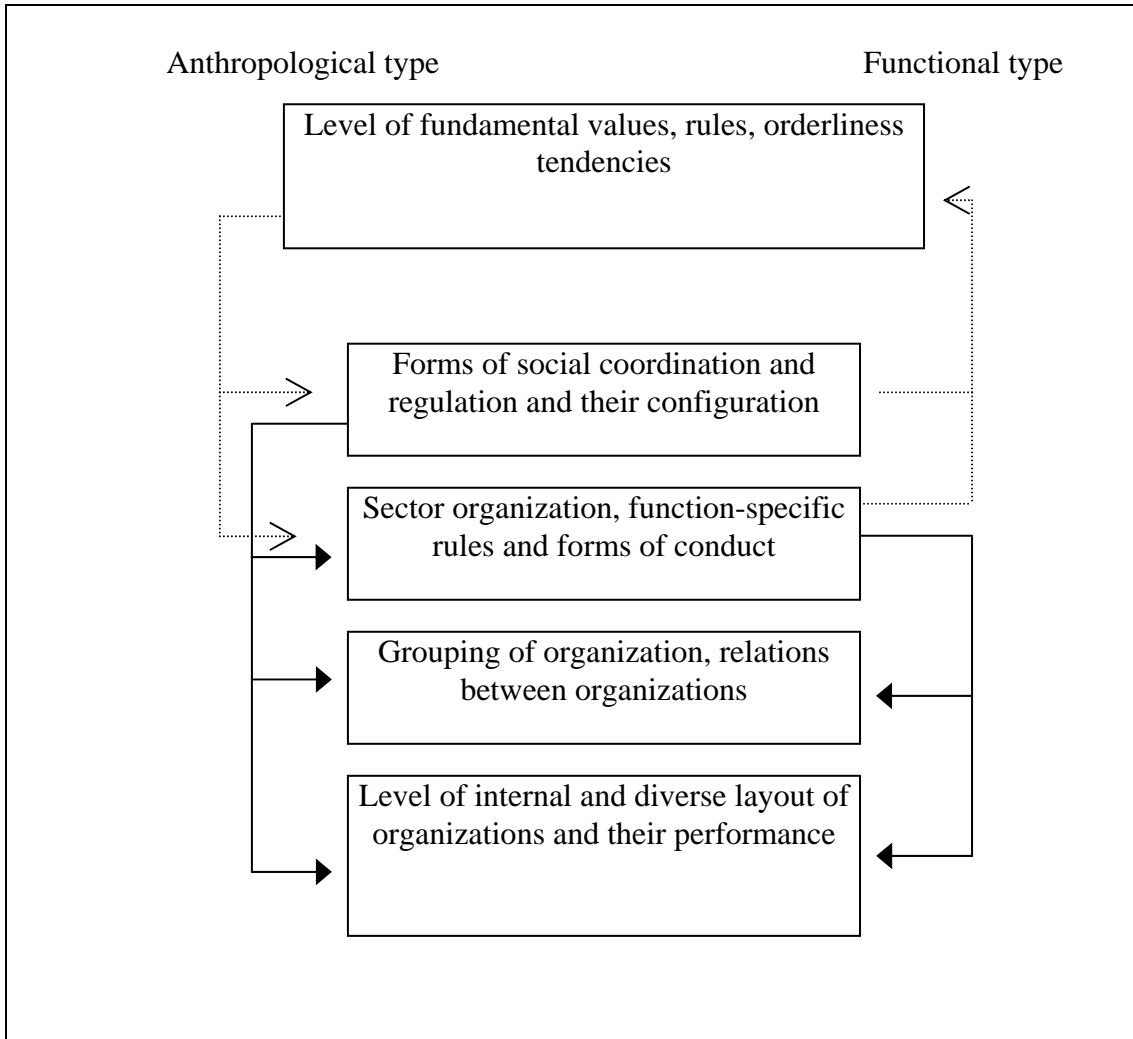 Anthropological type
Functional type
Level of fundamental values, rules, orderliness
tendencies
Forms of social coordination and
regulation and their configuration
Sector organization, function-specific
rules and forms of conduct
Grouping of organization, relations
between organizations
Level of internal and diverse layout of
organizations and their performance